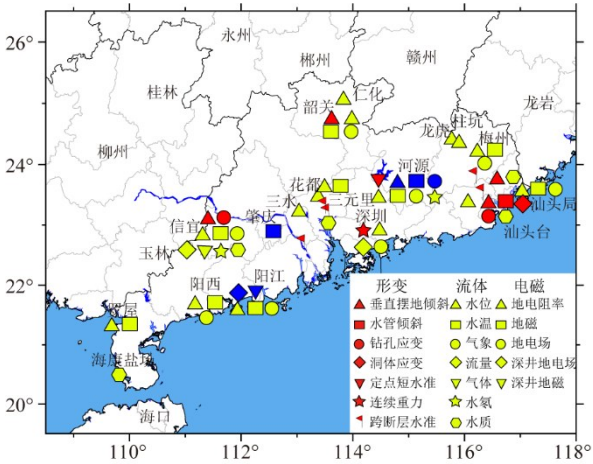 26°
24°
22°
20°
永州
郴州
赣州
桂林
仁化
韶关
龙岩
柳州
龙虎
柱坑
梅州
河源
花都
三水
三元里
肇庆
信宜
深圳
汕头局
汕头台
玉林
阳西
阳江
海康盐场
海口
形变
流体
电磁
垂直摆地倾斜
水位
地电阻率
水管倾斜
水温
地磁
钻孔应变
气象
地电场
洞体应变
流量
深井地电场
定点短水准
气体
深井地磁
连续重力
水氡
跨断层水准
水质
110°
112°
114°
116°
118°